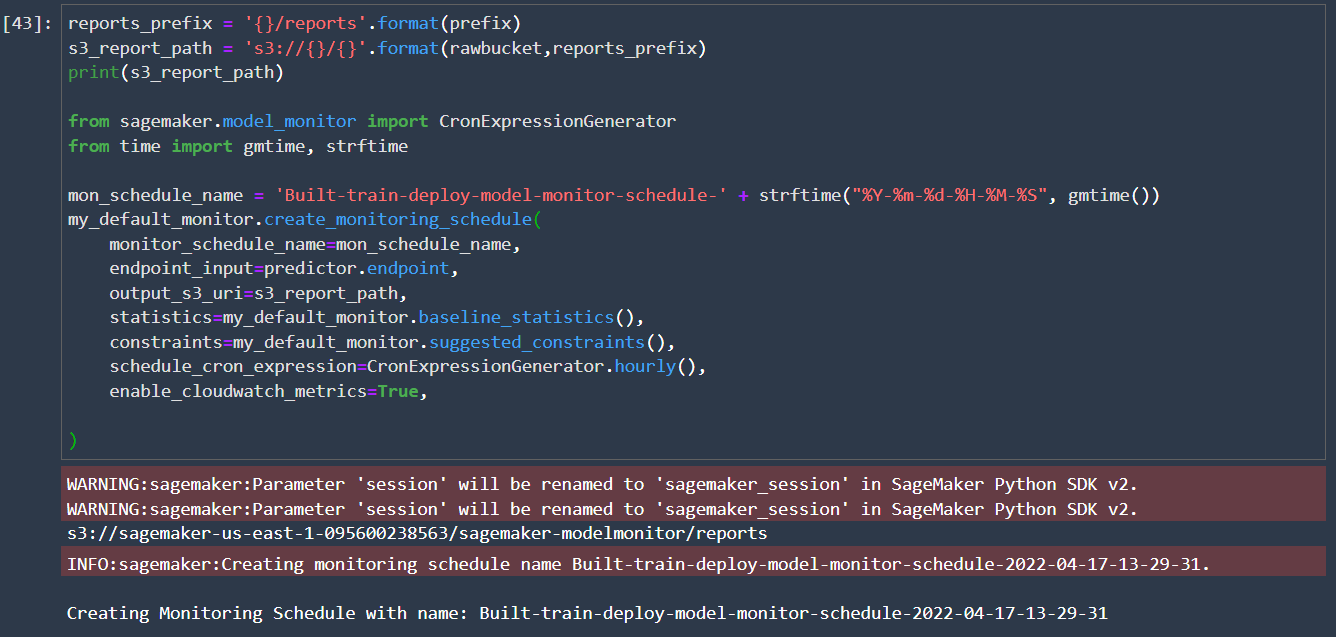 [43]: reports_prefix = '{}/reports'.format(prefix)
s3_report_path = 's3://{}/{}'.format(rawbucket,reports_prefix)
print(s3_report_path)
from sagemaker.model_monitor import CronExpressionGenerator
from time import gmtime, strftime
mon_schedule_name = 'Built-train-deploy-model-monitor-schedule-' + strftime("%Y-%m-%d-%H-%M-%S", gmtime())
my_default_monitor.create_monitoring_schedule(
monitor_schedule_name=mon_schedule_name,
endpoint_input=predictor.endpoint,
output_s3_uri=s3_report_path,
statistics=my_default_monitor.baseline_statistics(),
constraints=my_default_monitor.suggested_constraints(),
schedule_cron_expression=CronExpressionGenerator.hourly(),
enable_cloudwatch_metrics=True,
)
WARNING:sagemaker:Parameter 'session' will be renamed to 'sagemaker_session' in SageMaker Python SDK v2.
WARNING:sagemaker:Parameter 'session' will be renamed to 'sagemaker_session' in SageMaker Python SDK v2.
s3://sagemaker-us-east-1-095600238563/sagemaker-modelmonitor/reports
INFO:sagemaker:Creating monitoring schedule name Built-train-deploy-model-monitor-schedule-2022-04-17-13-29-31.
Creating Monitoring Schedule with name: Built-train-deploy-model-monitor-schedule-2022-04-17-13-29-31